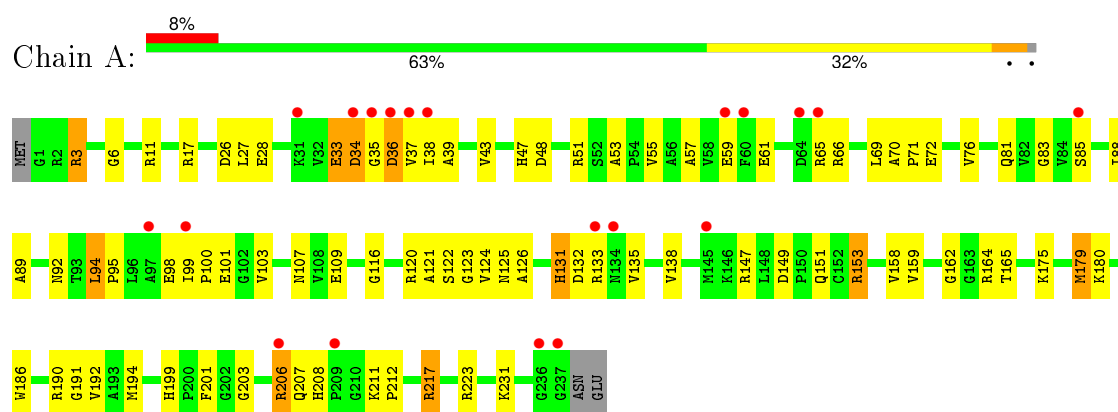 8%
Chain A:
63% 32% • •
MET G1 R2 R3 G6 R11 R17 D26 L27 E28 K31 V32 E33 D34 G35 D36 V37 I38 A39 V43 H47 D48 R51 S52 A53 P54 V55 A56 A57 V58 E59 F60 E61 D64 R65 R66 L69 A70 P71 E72 V76 Q81 V82 G83 V84 S85
A89 N92 T93 L94 P95 L96 A97 E98 I99 P100 E101 G102 V103 N107 V108 E109 G116 R120 A121 S122 G123 V124 N125 A126 H131 D132 R133 N134 V135 V138 M145 K146 R147 L148 D149 P150 Q151 C152 R153 V158 V159 G162 G163 R164 T165 K175 M179 K180
W186 R190 G191 V192 A193 M194 H199 P200 F201 G202 G203 R206 Q207 H208 P209 G210 K211 P212 R217 R223 K231 G236 G237 ASN GLU